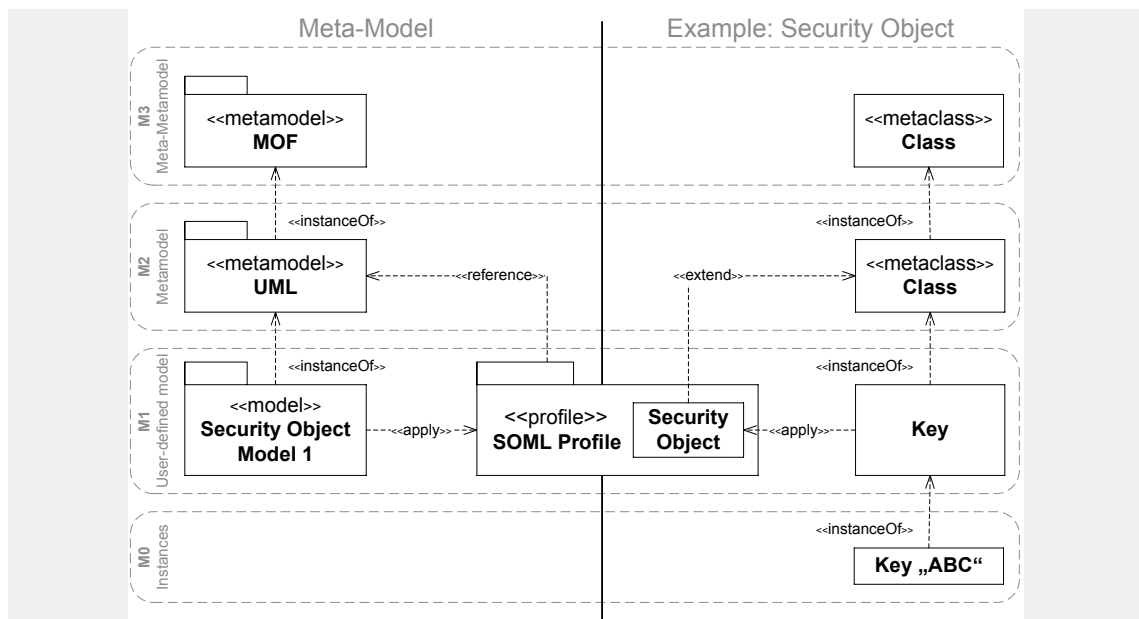 Meta-Model
Example: Security Object
M3
Meta-Metamodel
<<metamodel>>
MOF
<<metaclass>>
Class
<<instanceOf>>
<<instanceOf>>
M2
Metamodel
<<metamodel>>
UML
<<reference>>
<<extend>>
<<metaclass>>
Class
<<instanceOf>>
<<instanceOf>>
M1
User-defined model
<<model>>
Security Object
Model 1
<<apply>>
<<profile>>
SOML Profile
Security
Object
<<apply>>
Key
<<instanceOf>>
M0
Instances
Key „ABC“